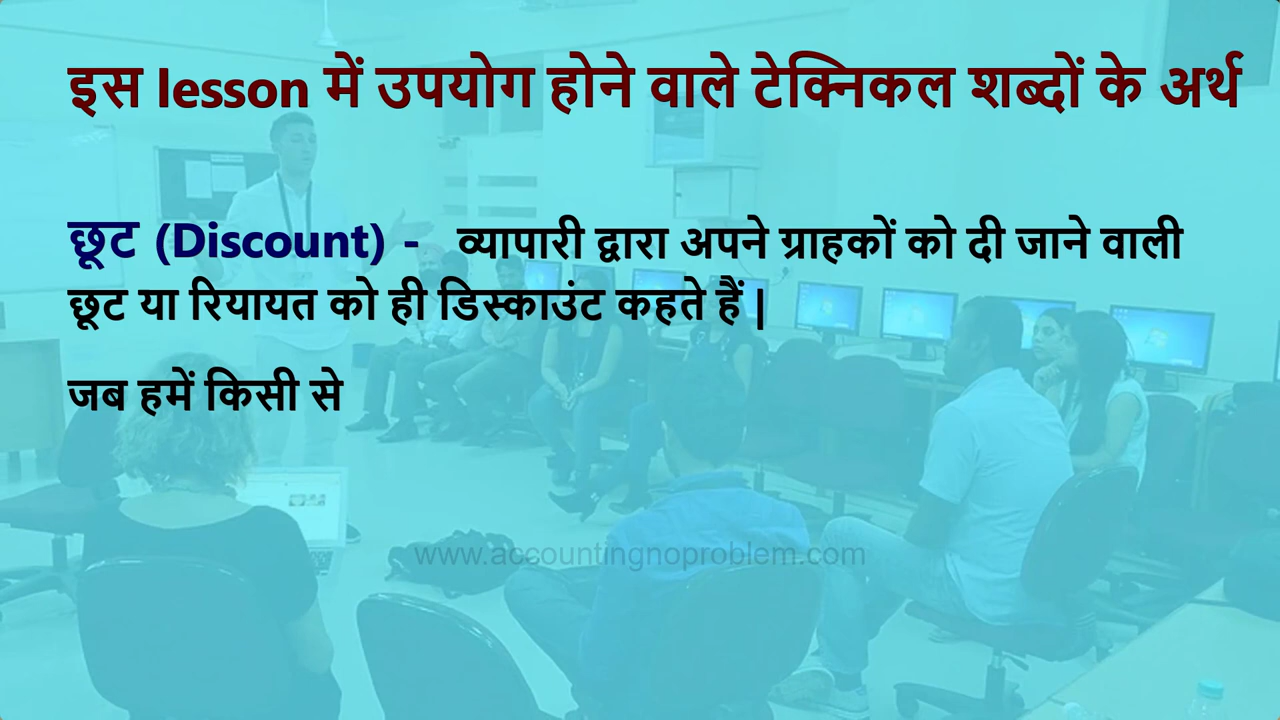 इस lesson में उपयोग होने वाले टेक्निकल शब्दों के अर्थ
छूट (Discount) - व्यापारी द्वारा अपने ग्राहकों को दी जाने वाली
छूट या रियायत को ही डिस्काउंट कहते हैं |
जब हमें किसी से
www.accountingnoproblem.com